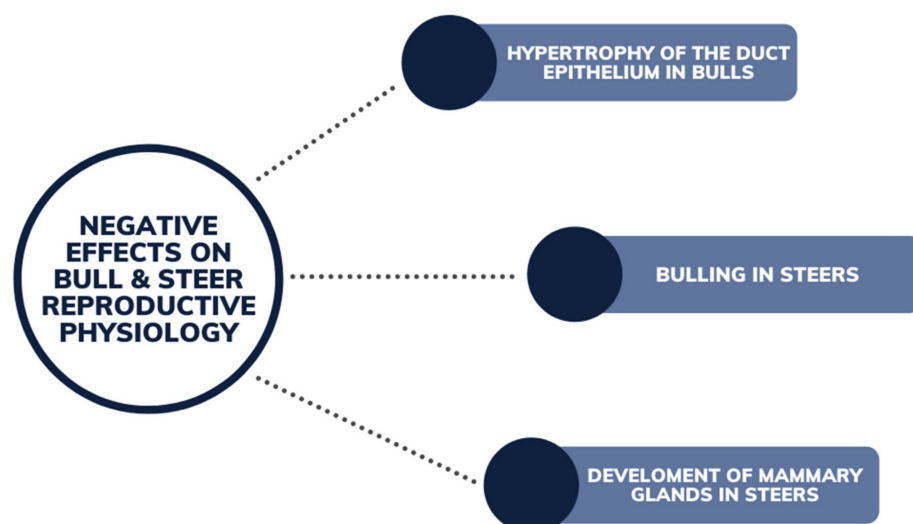 HYPERTROPHY OF THE DUCT
EPITHELIUM IN BULLS
NEGATIVE
EFFECTS ON
BULL & STEER
REPRODUCTIVE
PHYSIOLOGY
BULLING IN STEERS
DEVELOMENT OF MAMMARY
GLANDS IN STEERS